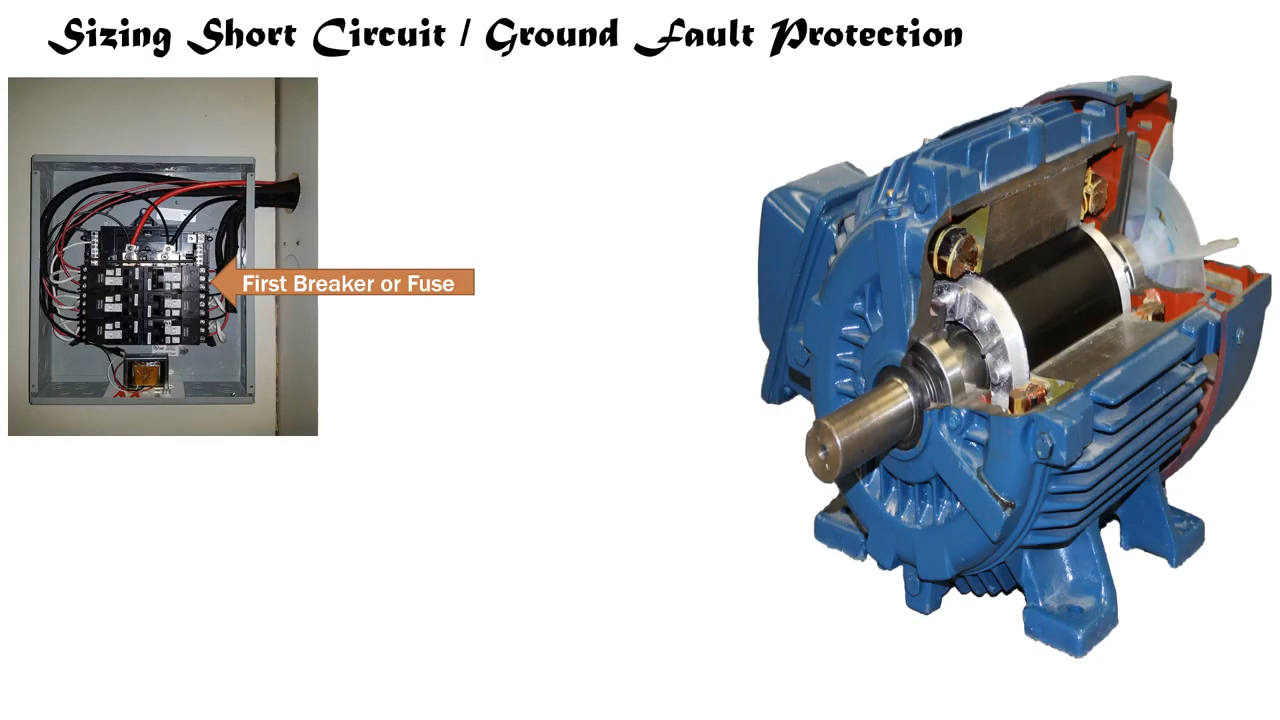 Sizing Short Circuit / Ground Fault Protection
First Breaker or Fuse